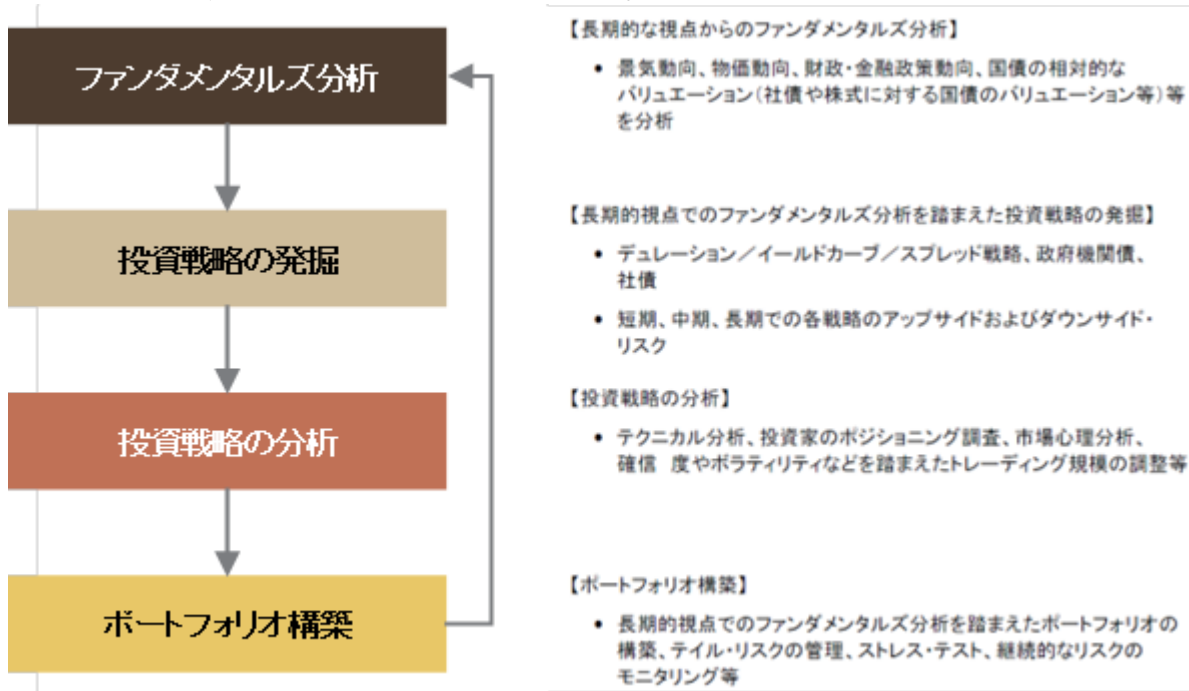 ファンダメンタルズ分析
投資戦略の発掘
投資戦略の分析
ポートフォリオ構築
【長期的な視点からのファンダメンタルズ分析】
• 景気動向、物価動向、財政・金融政策動向、国債の相対的な
バリュエーション(社債や株式に対する国債のバリュエーション等)等
を分析
【長期的視点でのファンダメンタルズ分析を踏まえた投資戦略の発掘】
• デュレーション/イールドカーブ/スプレッド戦略、政府機関債、
社債
• 短期、中期、長期での各戦略のアップサイドおよびダウンサイド・
リスク
【投資戦略の分析】
• テクニカル分析、投資家のポジショニング調査、市場心理分析、
確信 度やボラティリティなどを踏まえたトレーディング規模の調整等
【ポートフォリオ構築】
• 長期的視点でのファンダメンタルズ分析を踏まえたポートフォリオの
構築、テイル・リスクの管理、ストレス・テスト、継続的なリスクの
モニタリング等